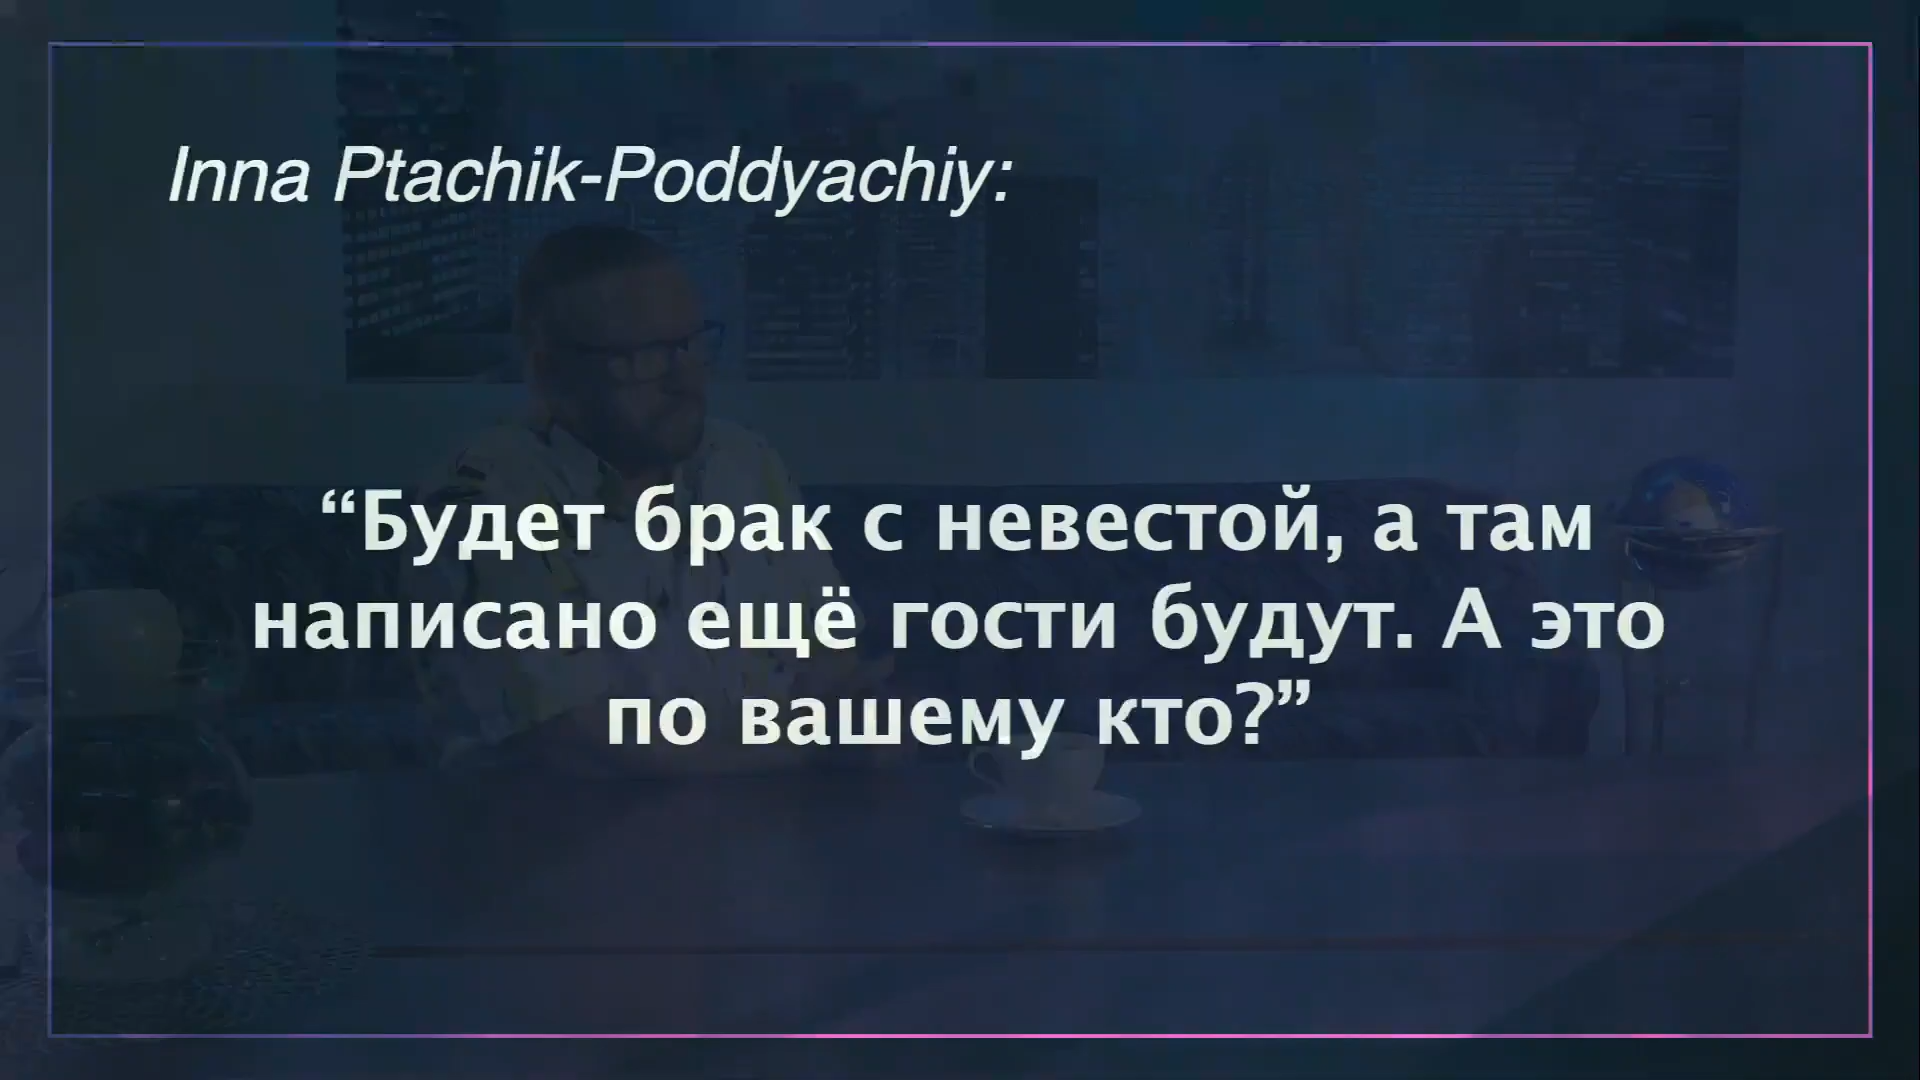 Inna Ptachik-Poddyachiy:
“Будет брак с невестой, а там
написано ещё гости будут. А это
по вашему кто?”